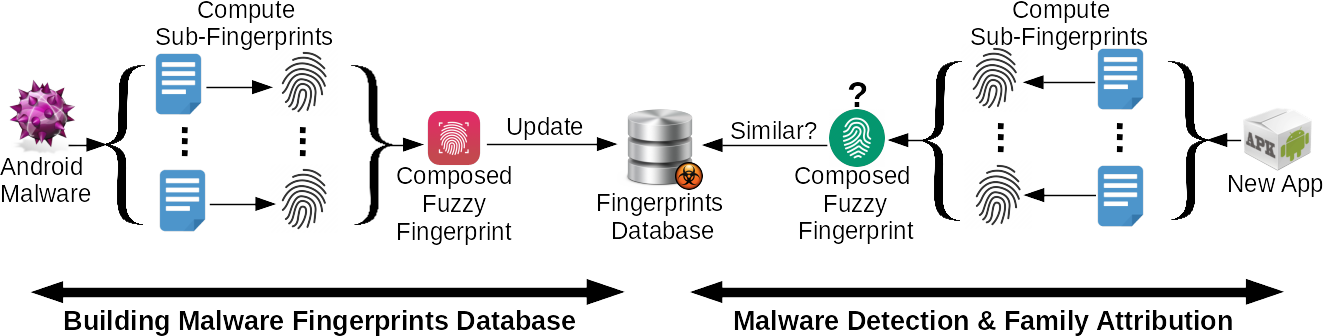 Compute
Sub-Fingerprints
Android
Malware
Composed
Fuzzy
Fingerprint
Update
Fingerprints
Database
Similar?
?
Composed
Fuzzy
Fingerprint
Compute
Sub-Fingerprints
APK
New App
Building Malware Fingerprints Database
Malware Detection & Family Attribution